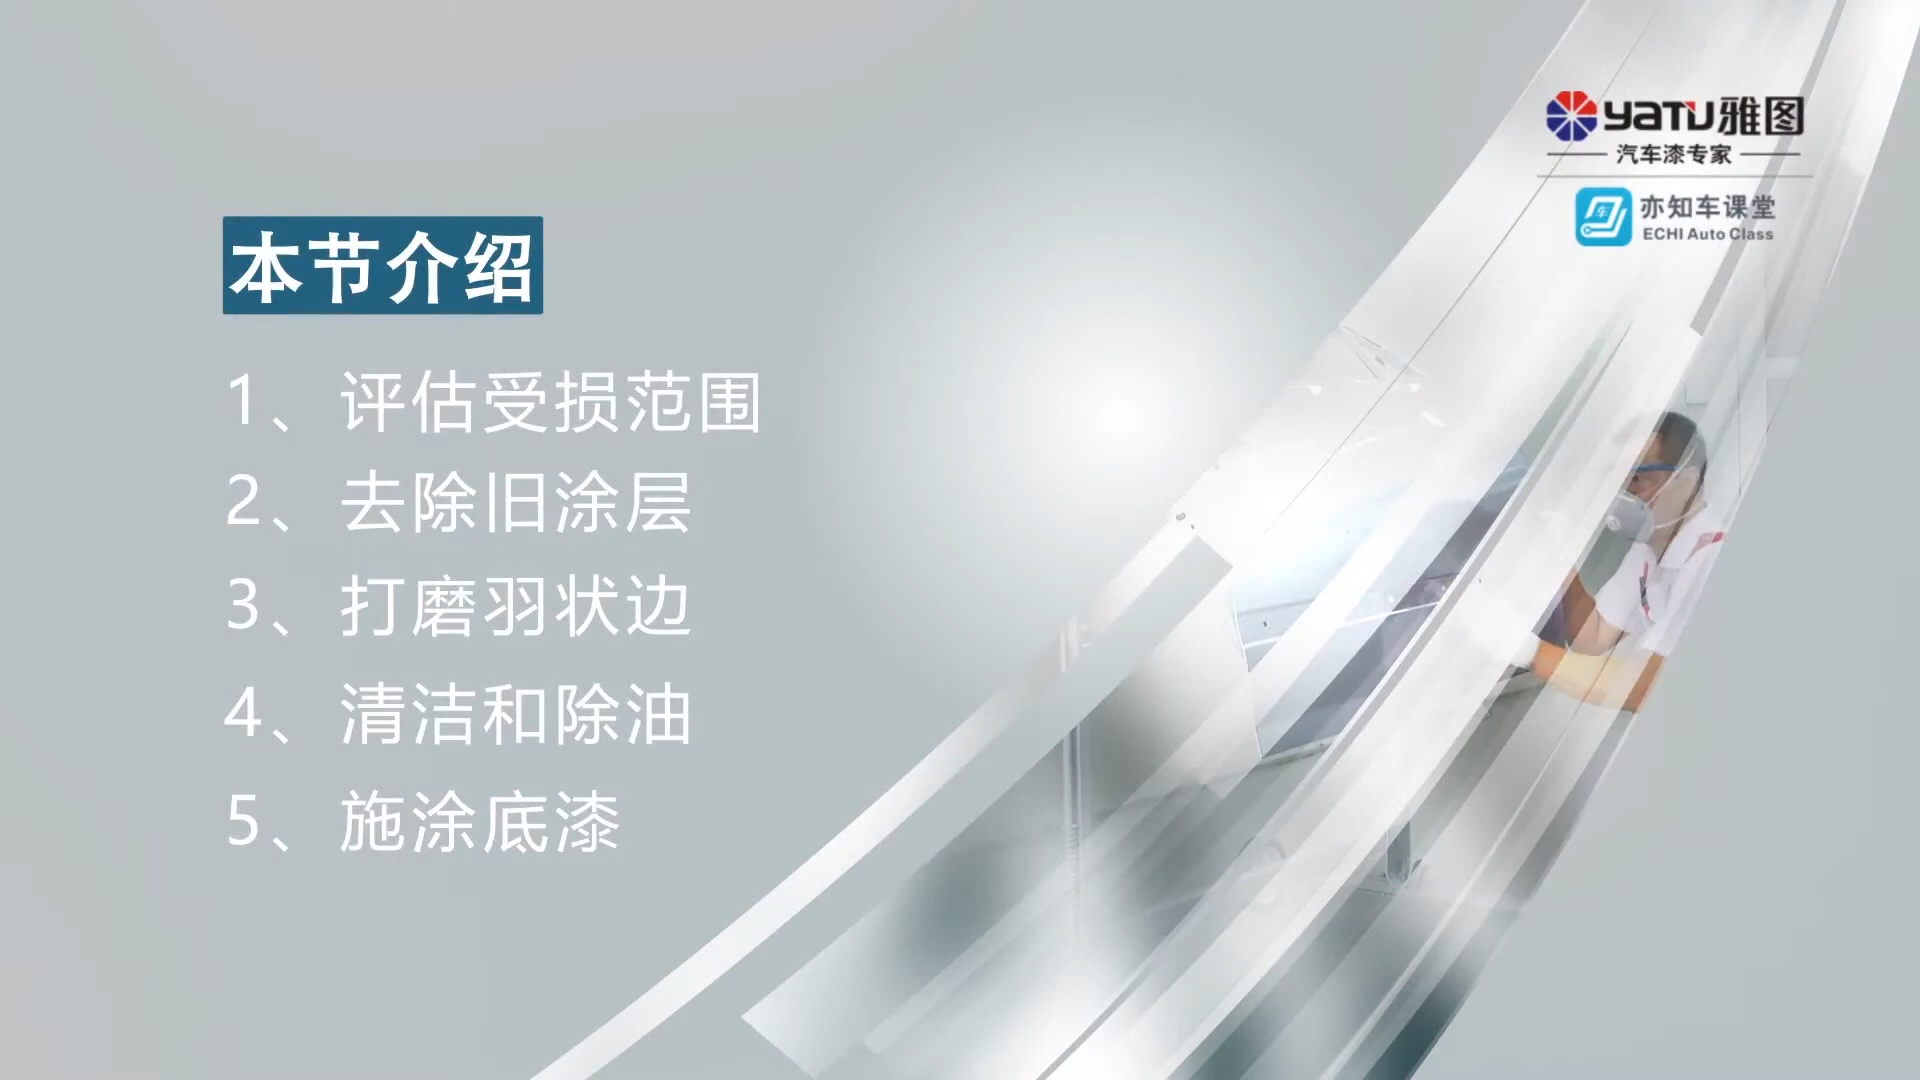 yaTU雅图
汽车漆专家
亦知车课堂
ECHI Auto Class
本节介绍
1、评估受损范围
2、去除旧涂层
3、打磨羽状边
4、清洁和除油
5、施涂底漆